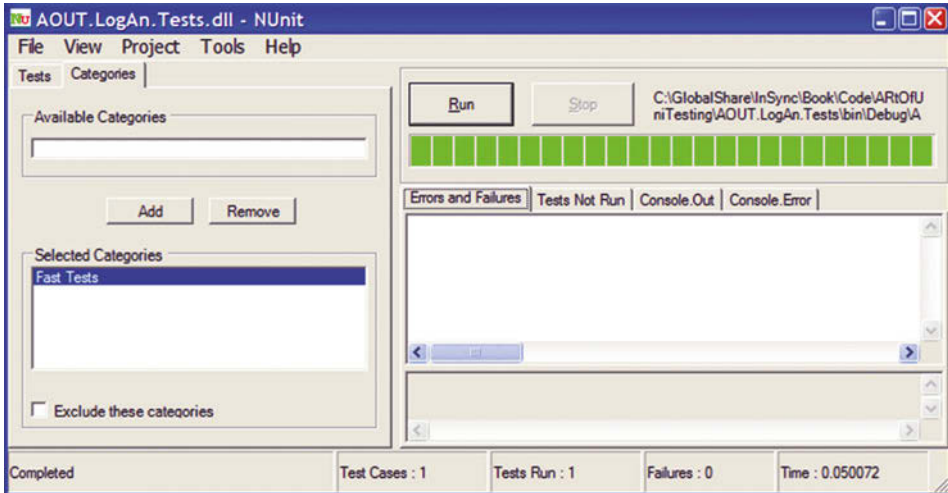 Nu AOUT.LogAn.Tests.dll - NUnit
File View Project Tools Help
Tests Categories
Available Categories
Add Remove
Selected Categories
Fast Tests
Exclude these categories
Run Stop
C:\GlobalShare\InSync\Book\Code\ARtOfU
niTesting\AOUT.LogAn.Tests\bin\Debug\A
Errors and Failures Tests Not Run Console.Out Console.Error
Completed Test Cases : 1 Tests Run : 1 Failures : 0 Time : 0.050072